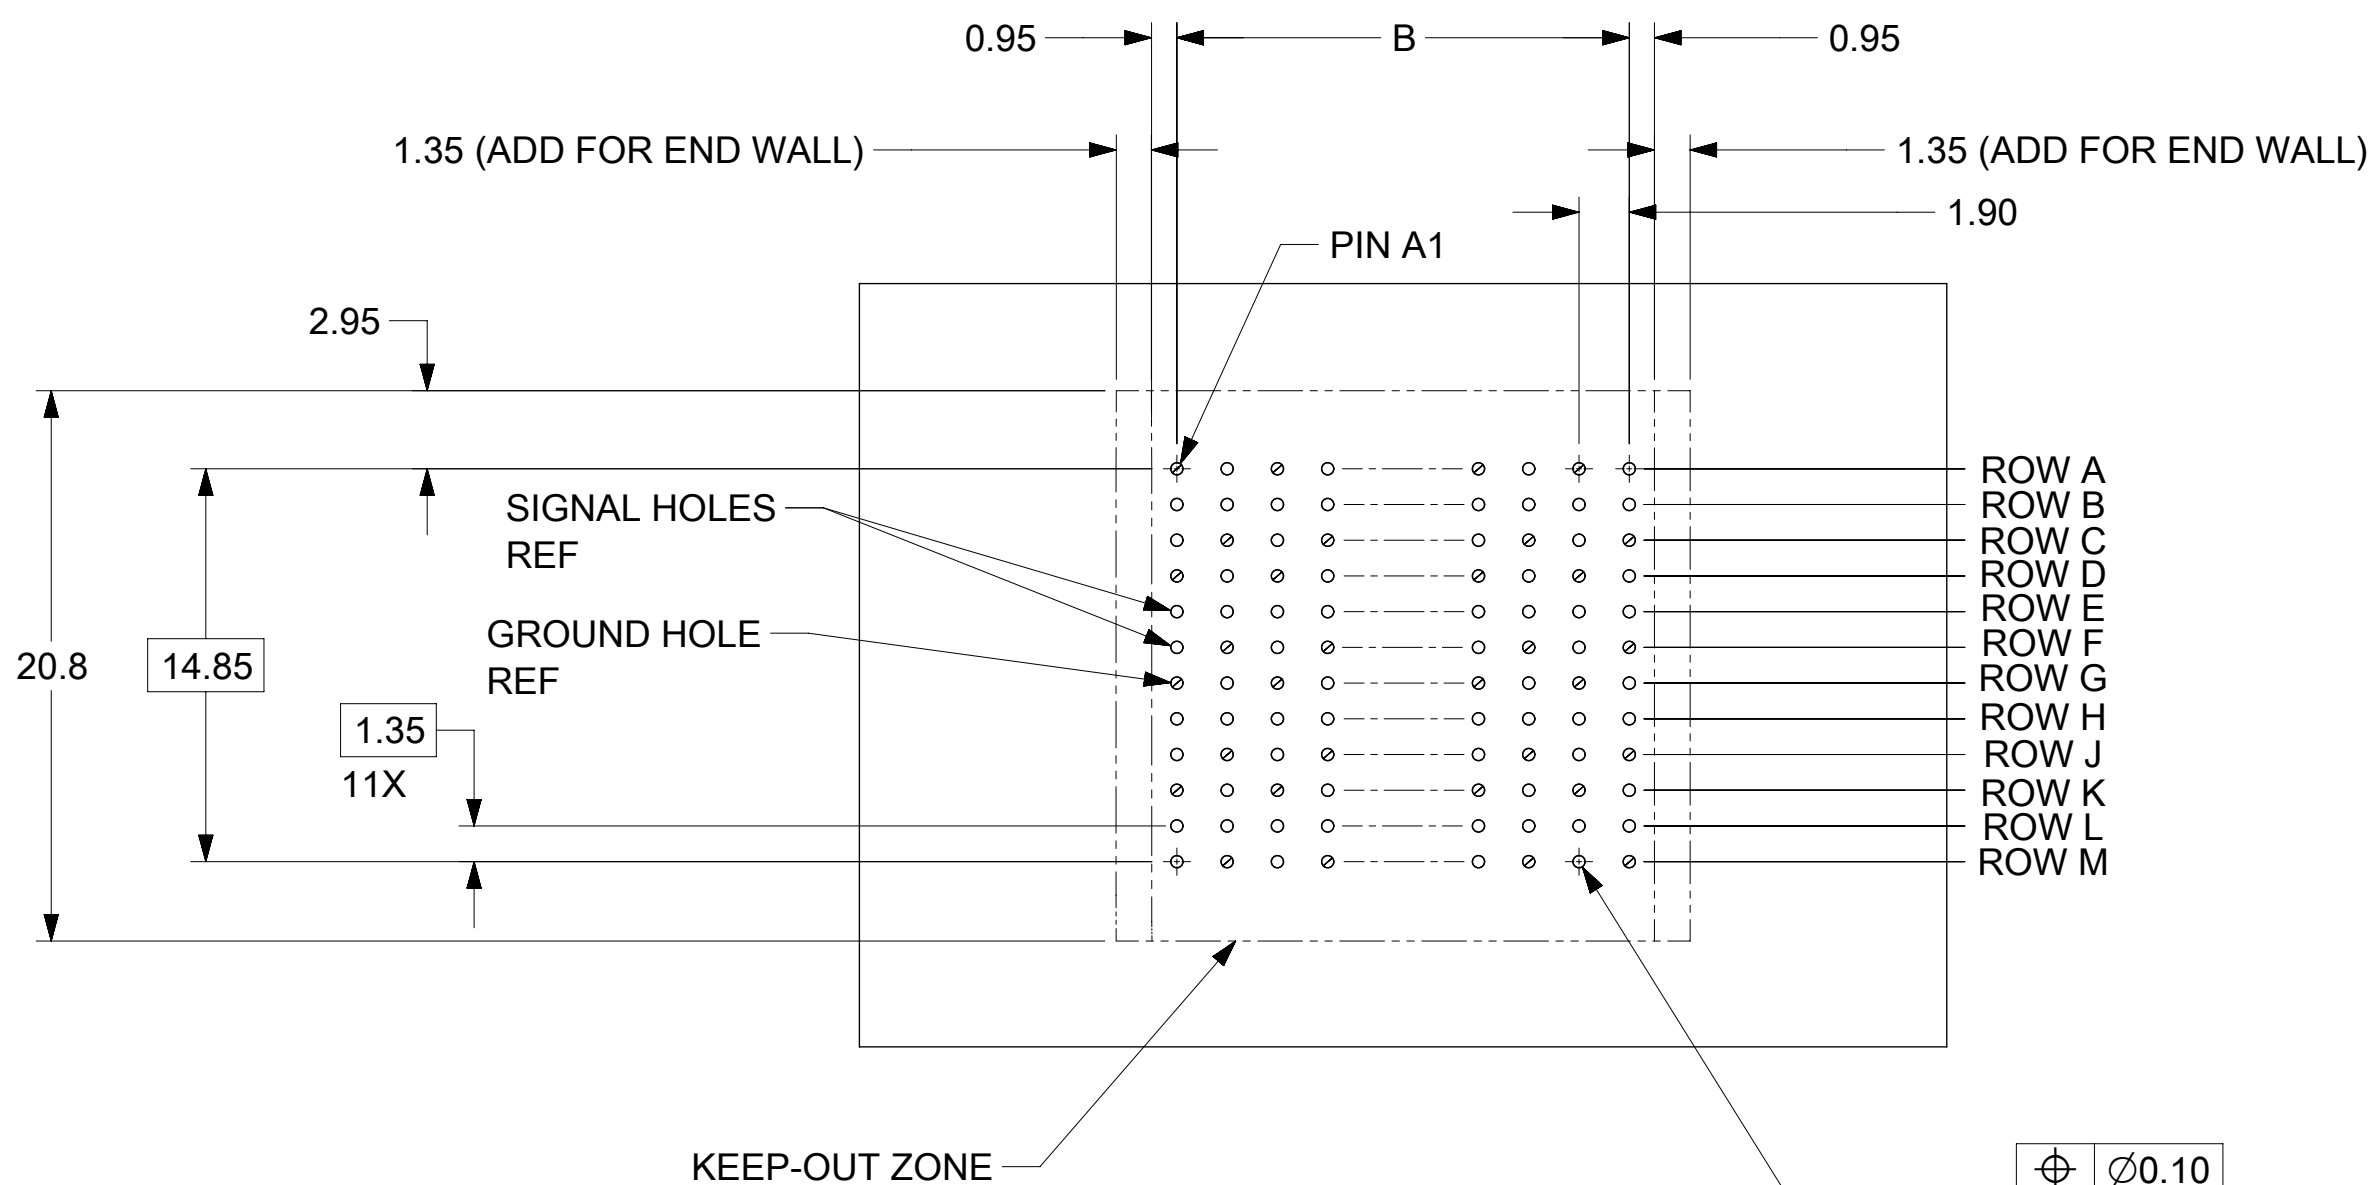 0.95
B
0.95
1.35 (ADD FOR END WALL)
1.35 (ADD FOR END WALL)
1.90
PIN A1
2.95
ROW A
SIGNAL HOLES
REF
ROW B
ROW C
ROW D
ROW E
GROUND HOLE
REF
ROW F
20.8
14.85
ROW G
1.35
11X
ROW H
ROW J
ROW K
ROW L
ROW M
KEEP-OUT ZONE
⌖ ∅0.10